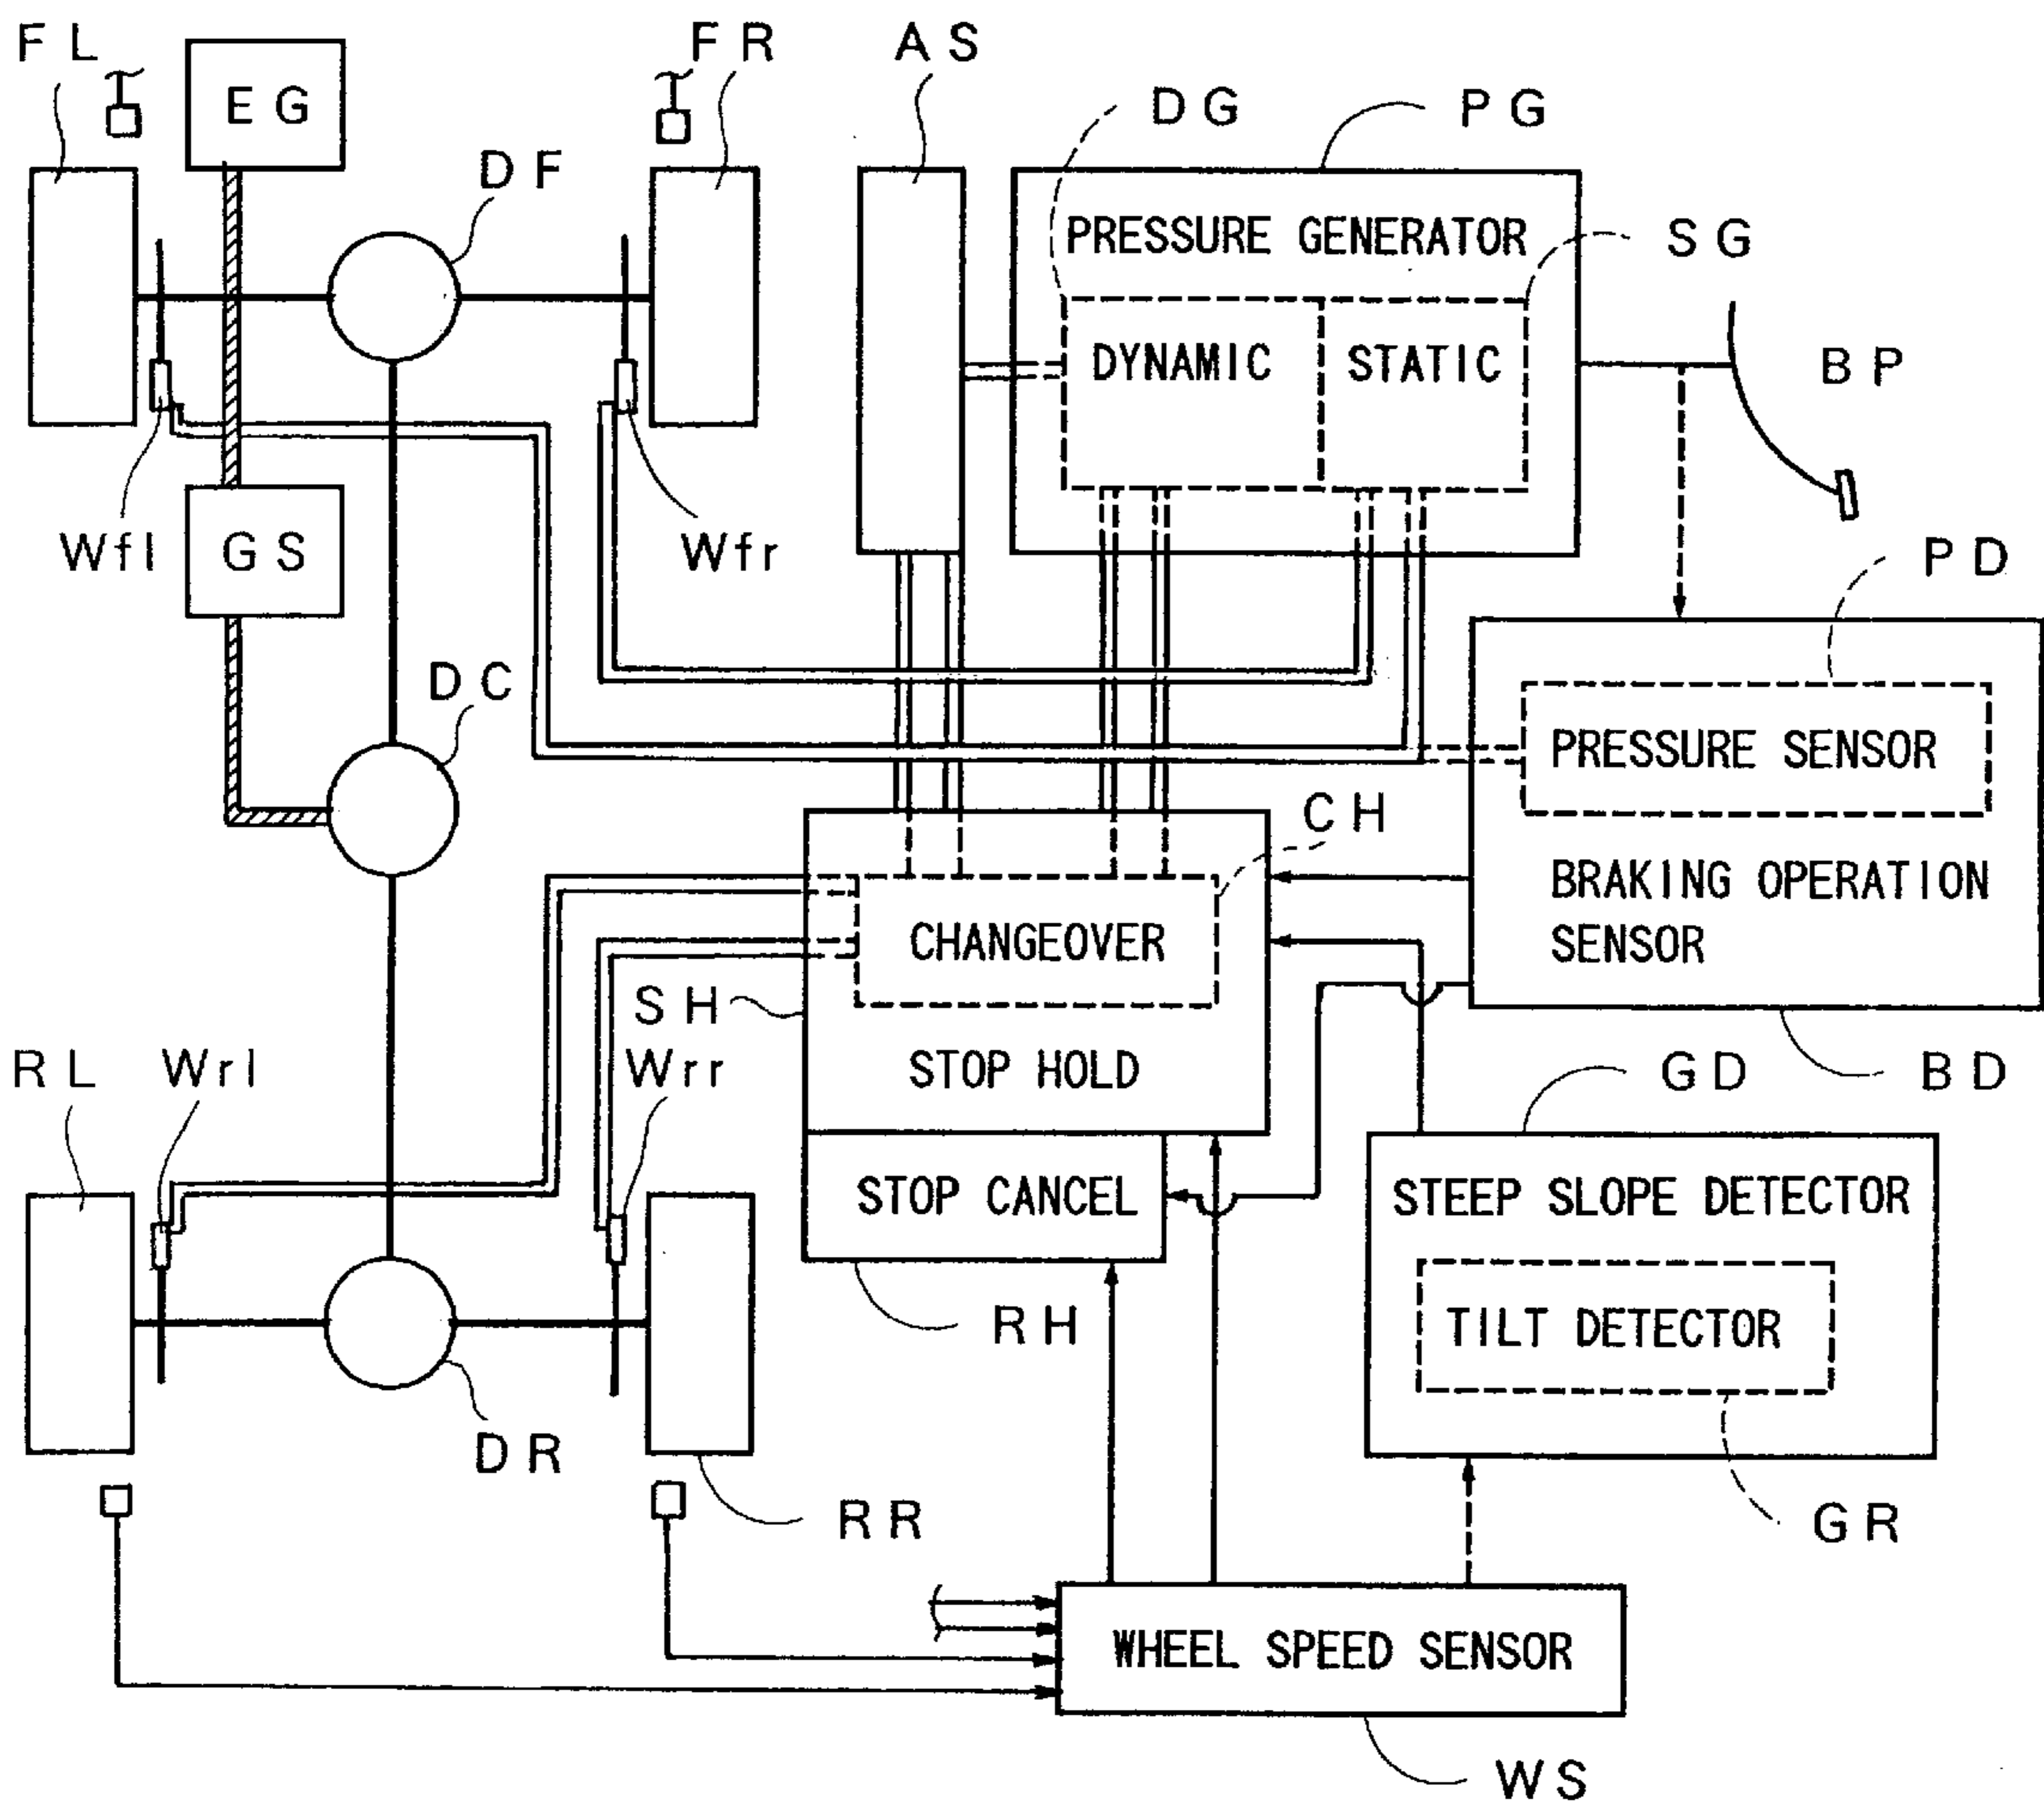 FL
EG
FR
AS
DG
PG
DF
PRESSURE GENERATOR
SG
DYNAMIC
STATIC
BP
Wfl
GS
Wfr
PD
DC
PRESSURE SENSOR
CH
BRAKING OPERATION
SENSOR
CHANGEOVER
SH
RL
Wrl
Wrr
STOP HOLD
GD
BD
STOP CANCEL
STEEP SLOPE DETECTOR
RH
TILT DETECTOR
DR
RR
GR
WHEEL SPEED SENSOR
WS